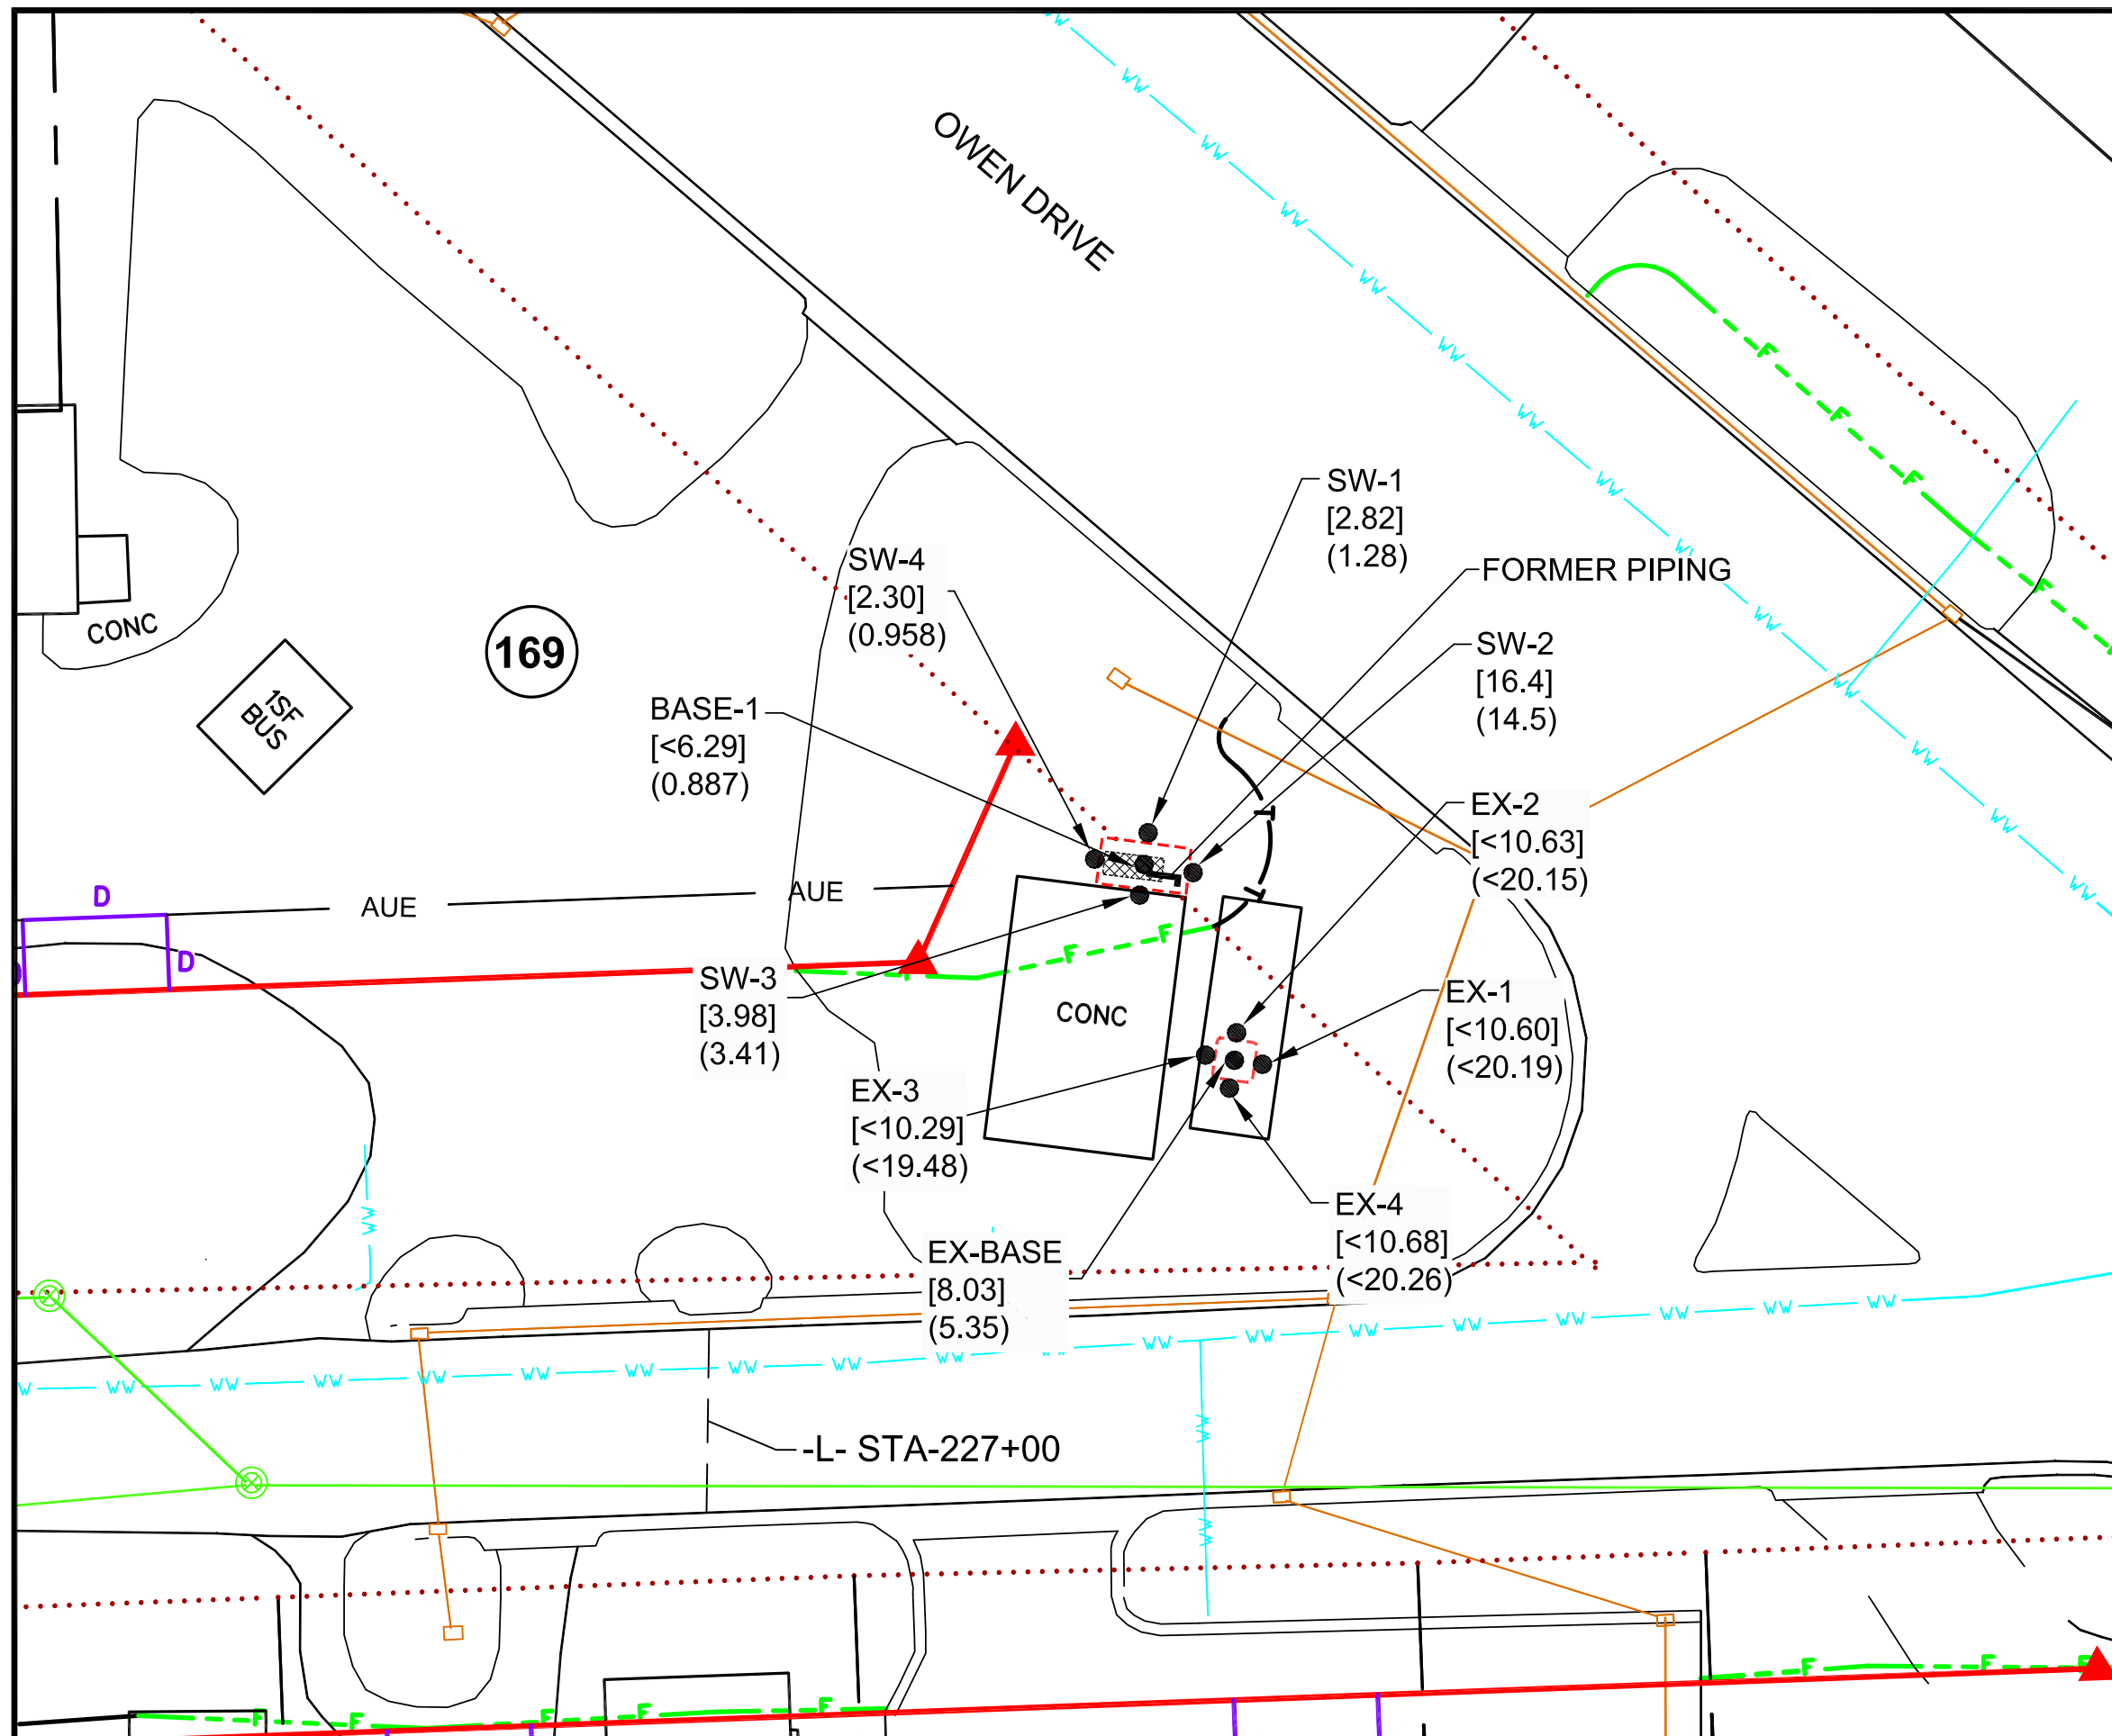 OWEN DRIVE
SW-1
[2.82]
(1.28)
SW-4
[2.30]
(0.958)
FORMER PIPING
SW-2
[16.4]
(14.5)
CONC
169
1SF
BUS
BASE-1
[<6.29]
(0.887)
EX-2
[<10.63]
(<20.15)
T
T
D
AUE
AUE
D
D
SW-3
[3.98]
(3.41)
CONC
EX-1
[<10.60]
(<20.19)
EX-3
[<10.29]
(<19.48)
EX-4
[<10.68]
(<20.26)
EX-BASE
[8.03]
(5.35)
-L- STA-227+00
W W W W W W W W W W W W
F F F F
F F F
W W W W W W W W W W W W W W W W W W
F F F F F
F F F